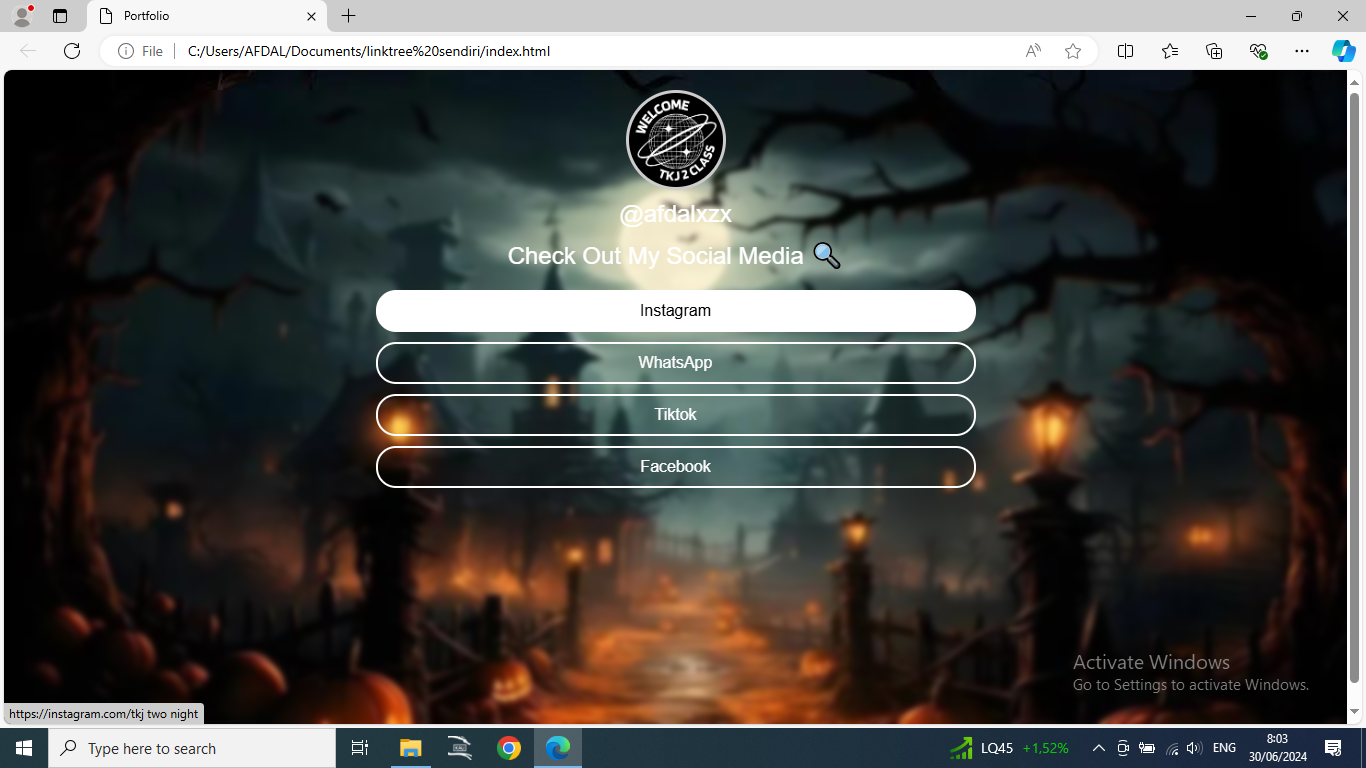 Portfolio
File
C:/Users/AFDAL/Documents/linktree%20sendiri/index.html
WELCOME
TKJ 2 CLASS
@afdalxzx
Check Out My Social Media 🔍
Instagram
WhatsApp
Tiktok
Facebook
Activate Windows
Go to Settings to activate Windows.
https://instagram.com/tkj two night
Type here to search
LQ45 +1,52%
ENG
8:03
30/06/2024